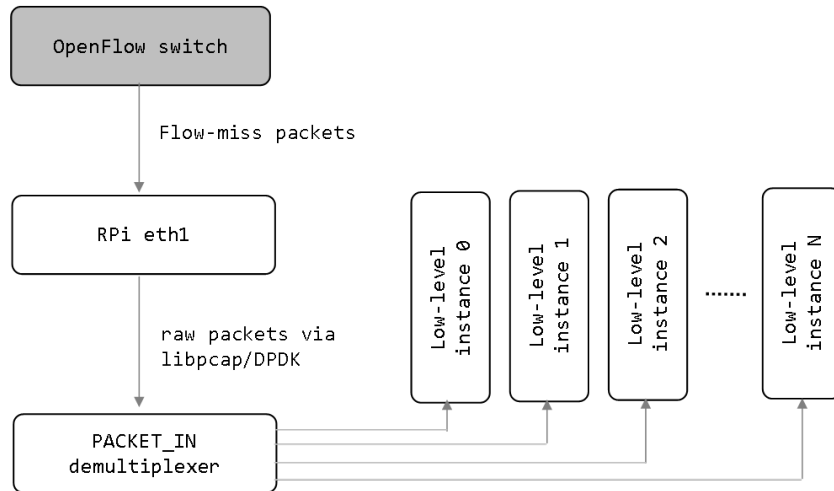 OpenFlow switch
Flow-miss packets
RPi eth1
raw packets via
libpcap/DPDK
PACKET_IN
demultiplexer
Low-level
instance 0
Low-level
instance 1
Low-level
instance 2
.......
Low-level
instance N